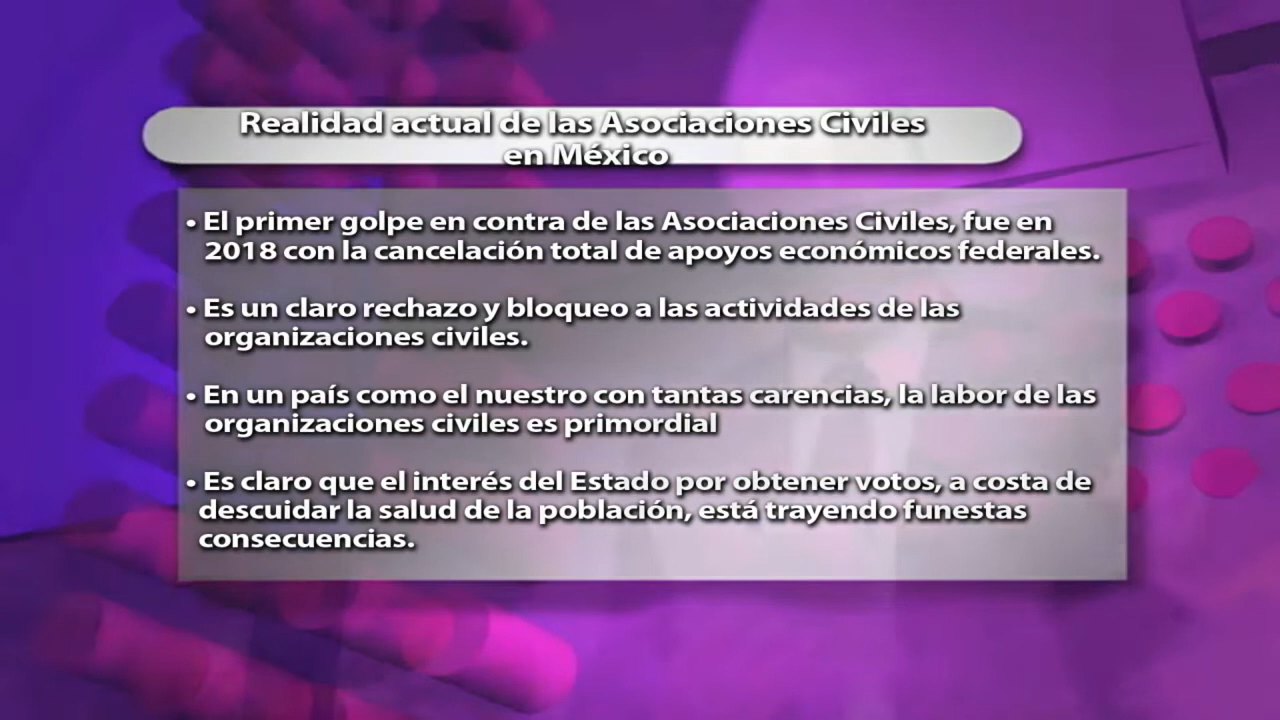 Realidad actual de las Asociaciones Civiles
en México
• El primer golpe en contra de las Asociaciones Civiles, fue en
2018 con la cancelación total de apoyos económicos federales.
• Es un claro rechazo y bloqueo a las actividades de las
organizaciones civiles.
• En un país como el nuestro con tantas carencias, la labor de las
organizaciones civiles es primordial
• Es claro que el interés del Estado por obtener votos, a costa de
descuidar la salud de la población, está trayendo funestas
consecuencias.